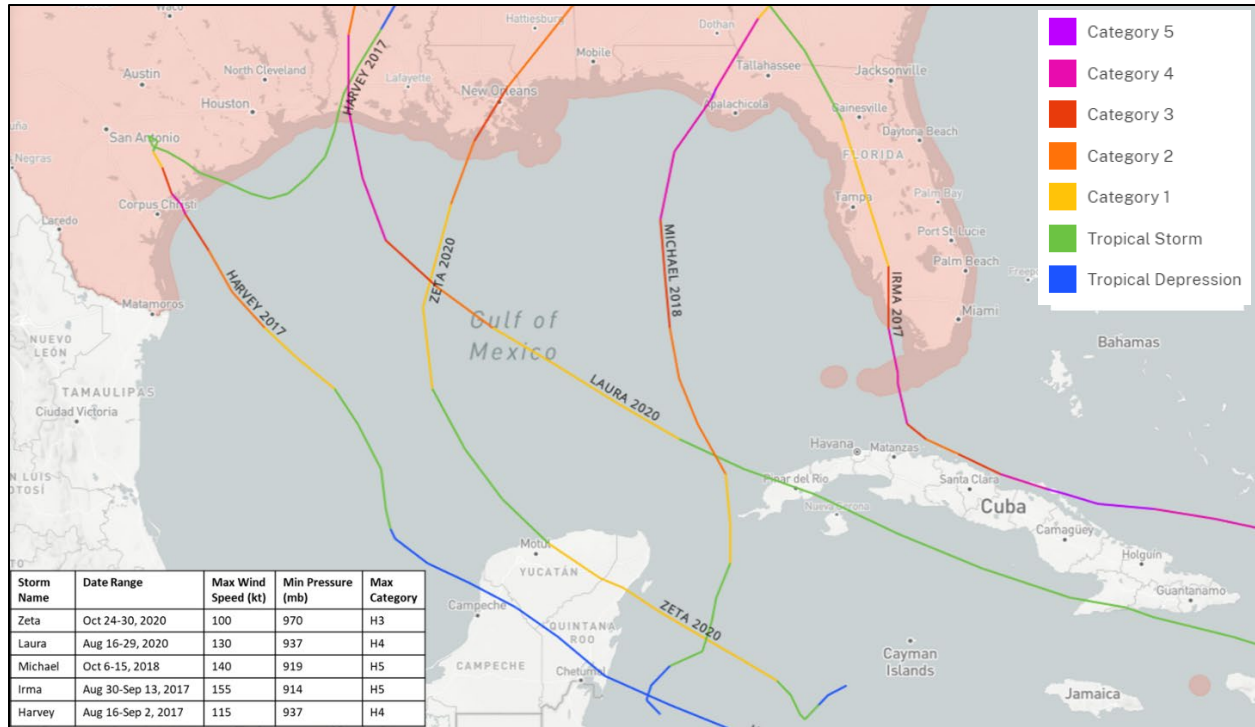 Waco
Hattiesburg
Dothan
Austin
North Cleveland
Lafayette
Mobile
Tallahassee
Jacksonville
Houston
New Orleans
Apalachicola
Gainesville
San Antonio
Daytona Beach
Negras
FLORIDA
Corpus Christi
Tampa
Palm Bay
Laredo
Port St. Lucie
Palm Beach
Matamoros
Miami
HARVEY 2017
HARVEY 2017
ZETA 2020
MICHAEL 2018
IRMA 2017
LAURA 2020
ZETA 2020
Gulf of
Mexico
NUEVO
LEÓN
TAMAULIPAS
Ciudad Victoria
Bahamas
Havana
Matanzas
Pinar del Rio
Santa Clara
Cuba
Camagüey
Holguin
Guantanamo
Motul
YUCATÁN
Campeche
QUINTANA
ROO
CAMPECHE
Chetumal
Cayman
Islands
Jamaica
Category 5
Category 4
Category 3
Category 2
Category 1
Tropical Storm
Tropical Depression
Storm Name Date Range Max Wind Speed (kt) Min Pressure (mb) Max Category
Zeta Oct 24-30, 2020 100 970 H3
Laura Aug 16-29, 2020 130 937 H4
Michael Oct 6-15, 2018 140 919 H5
Irma Aug 30-Sep 13, 2017 155 914 H5
Harvey Aug 16-Sep 2, 2017 115 937 H4